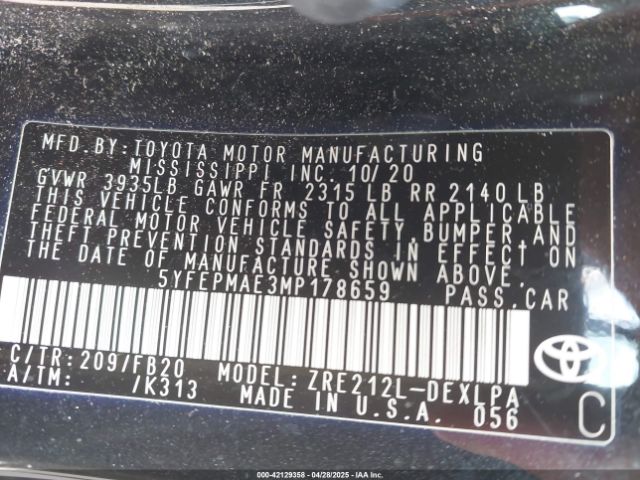 MFD.BY:TOYOTA MOTOR MANUFACTURING
MISSISSIPPI INC. 10/20
GVWR 3935LB GAWR FR 2315 LB RR 2140 LB
THIS VEHICLE CONFORMS TO ALL APPLICABLE
FEDERAL MOTOR VEHICLE SAFETY, BUMPER, AND
THEFT PREVENTION STANDARDS IN EFFECT ON
THE DATE OF MANUFACTURE SHOWN ABOVE.
5YFEPMAE3MP178659 PASS.CAR
C/TR:209/FB20 MODEL: ZRE212L-DEXLPA
A/TM: /K313 MADE IN U.S.A. 056
C
000-42129358 - 04/28/2025 - IAA Inc.